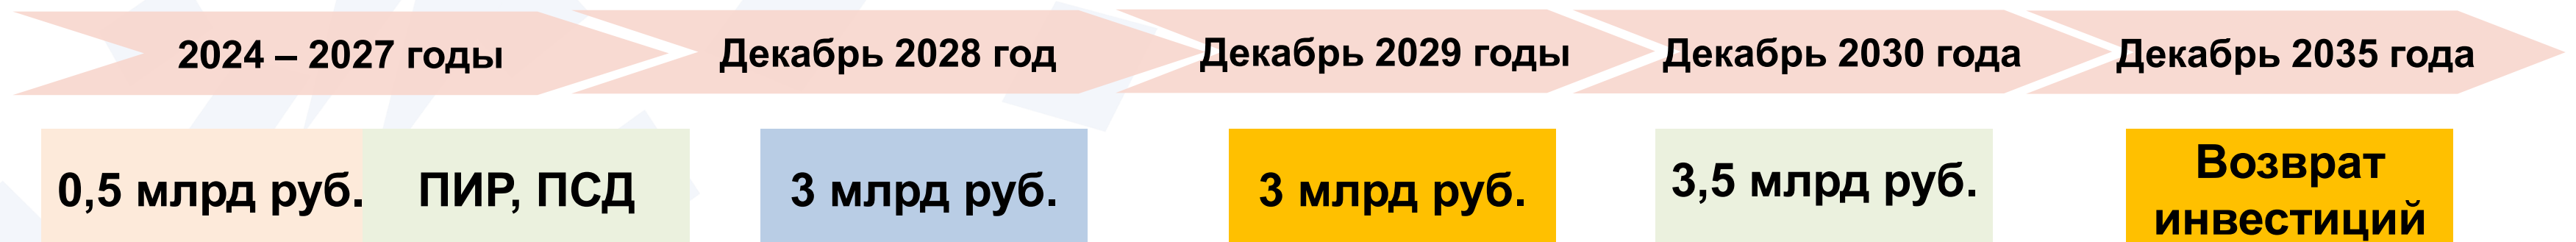 2024 – 2027 годы
Декабрь 2028 год
Декабрь 2029 годы
Декабрь 2030 года
Декабрь 2035 года
0,5 млрд руб.
ПИР, ПСД
3 млрд руб.
3 млрд руб.
3,5 млрд руб.
Возврат
инвестиций